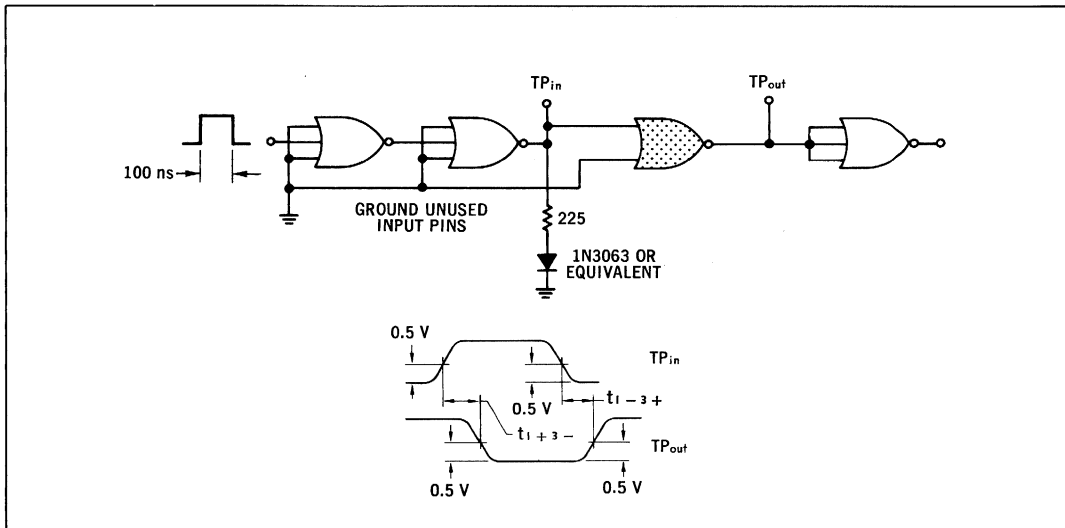 TPin
TPout
100 ns
GROUND UNUSED
INPUT PINS
225
1N3063 OR
EQUIVALENT
0.5 V
TPin
0.5 V
t1 - 3 +
t1 + 3 -
TPout
0.5 V
0.5 V